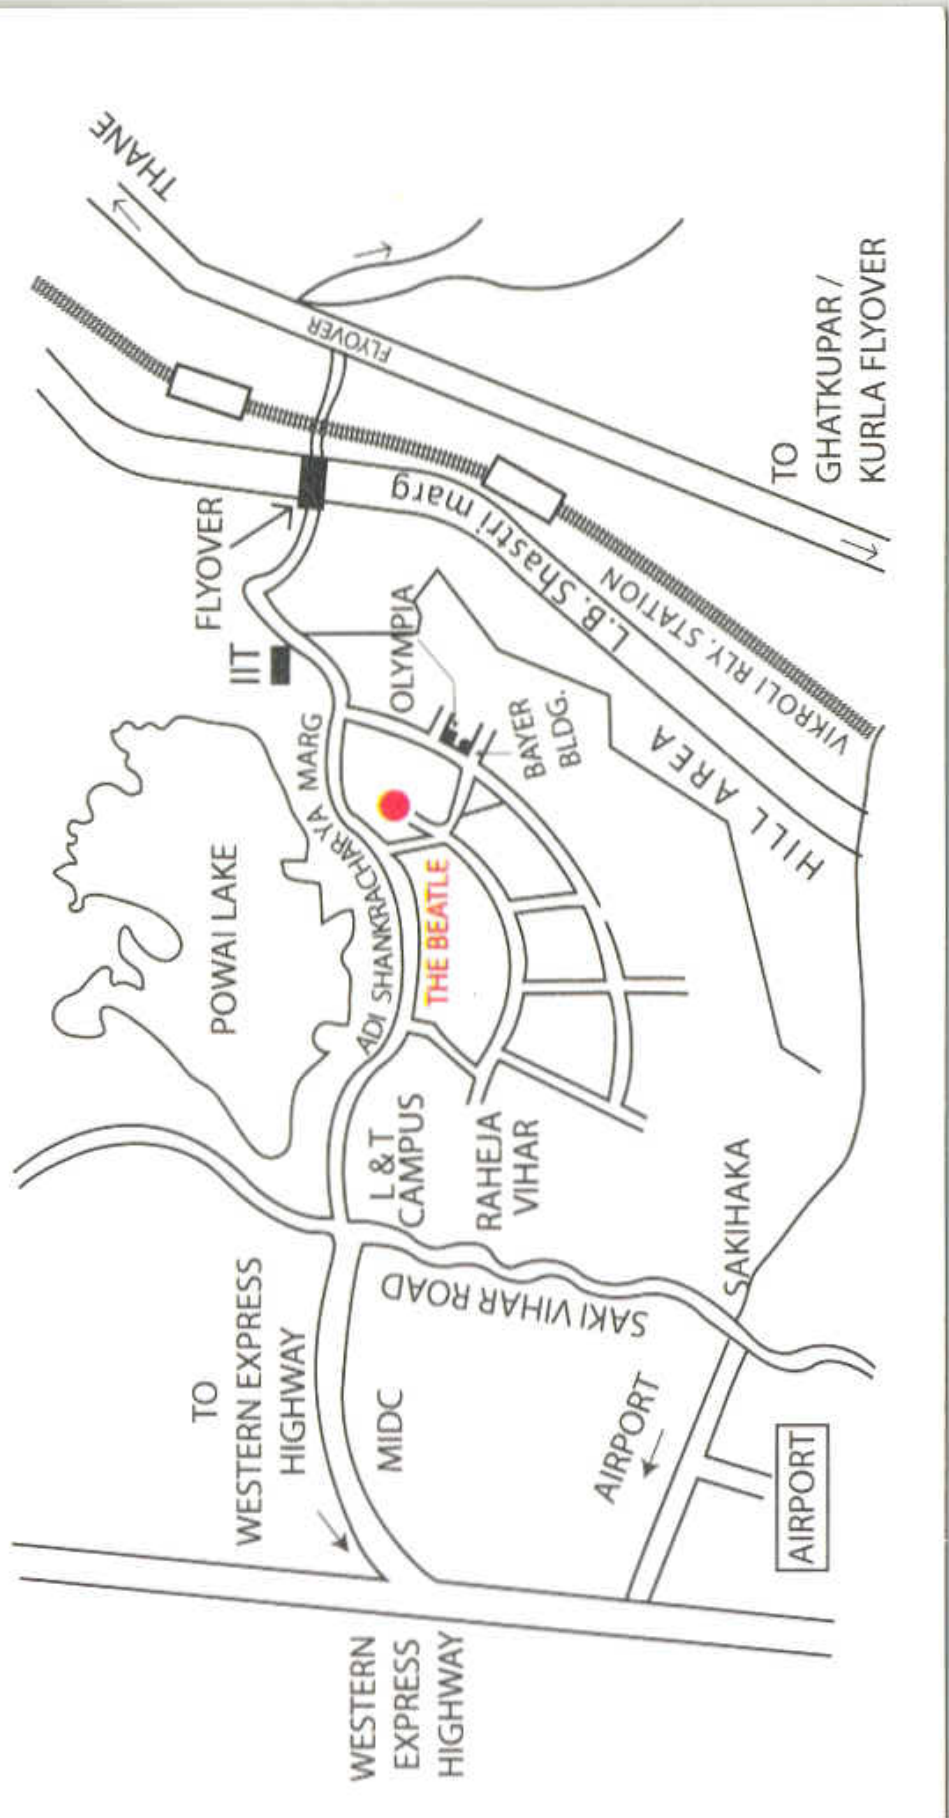 THANE
FLYOVER
TO
GHATKUPAR /
KURLA FLYOVER
FLYOVER
IIT
L.B. Shastri marg
VIKROLI RLY. STATION
OLYMPIA
BAYER
BLDG.
HILL AREA
POWAI LAKE
ADI SHANKRACHARYA MARG
THE BEATLE
L & T
CAMPUS
RAHEJA
VIHAR
SAKIHAKA
SAKI VIHAR ROAD
TO
WESTERN EXPRESS
HIGHWAY
MIDC
AIRPORT
AIRPORT
WESTERN
EXPRESS
HIGHWAY